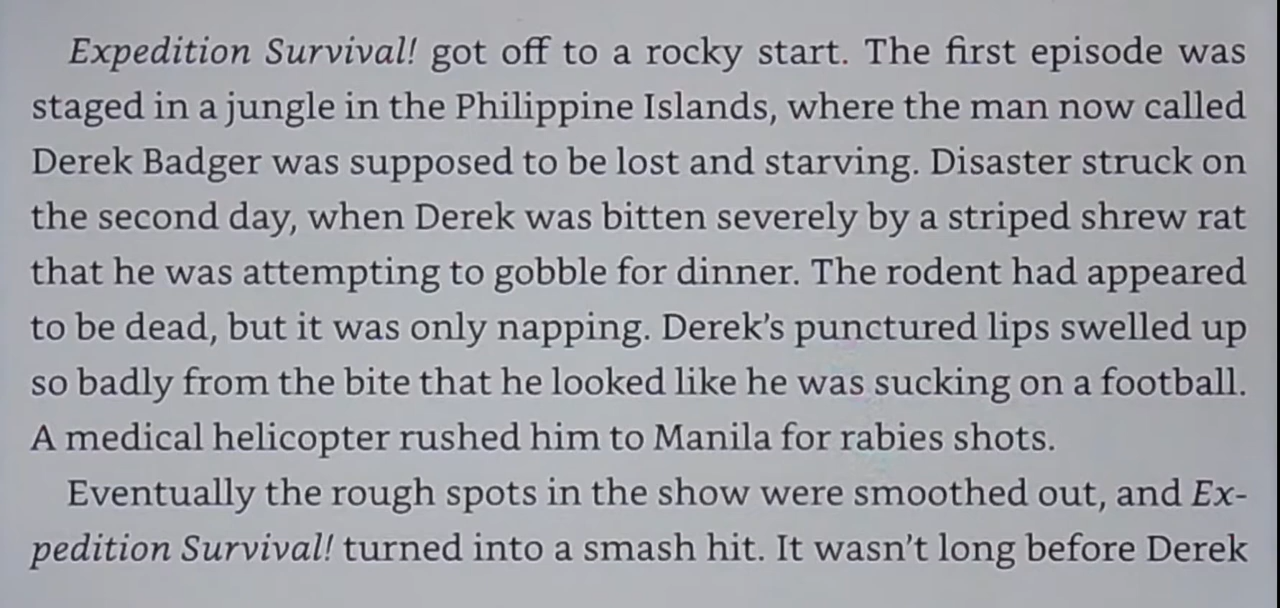 Expedition Survival! got off to a rocky start. The first episode was
staged in a jungle in the Philippine Islands, where the man now called
Derek Badger was supposed to be lost and starving. Disaster struck on
the second day, when Derek was bitten severely by a striped shrew rat
that he was attempting to gobble for dinner. The rodent had appeared
to be dead, but it was only napping. Derek’s punctured lips swelled up
so badly from the bite that he looked like he was sucking on a football.
A medical helicopter rushed him to Manila for rabies shots.
Eventually the rough spots in the show were smoothed out, and Ex-
pedition Survival! turned into a smash hit. It wasn’t long before Derek